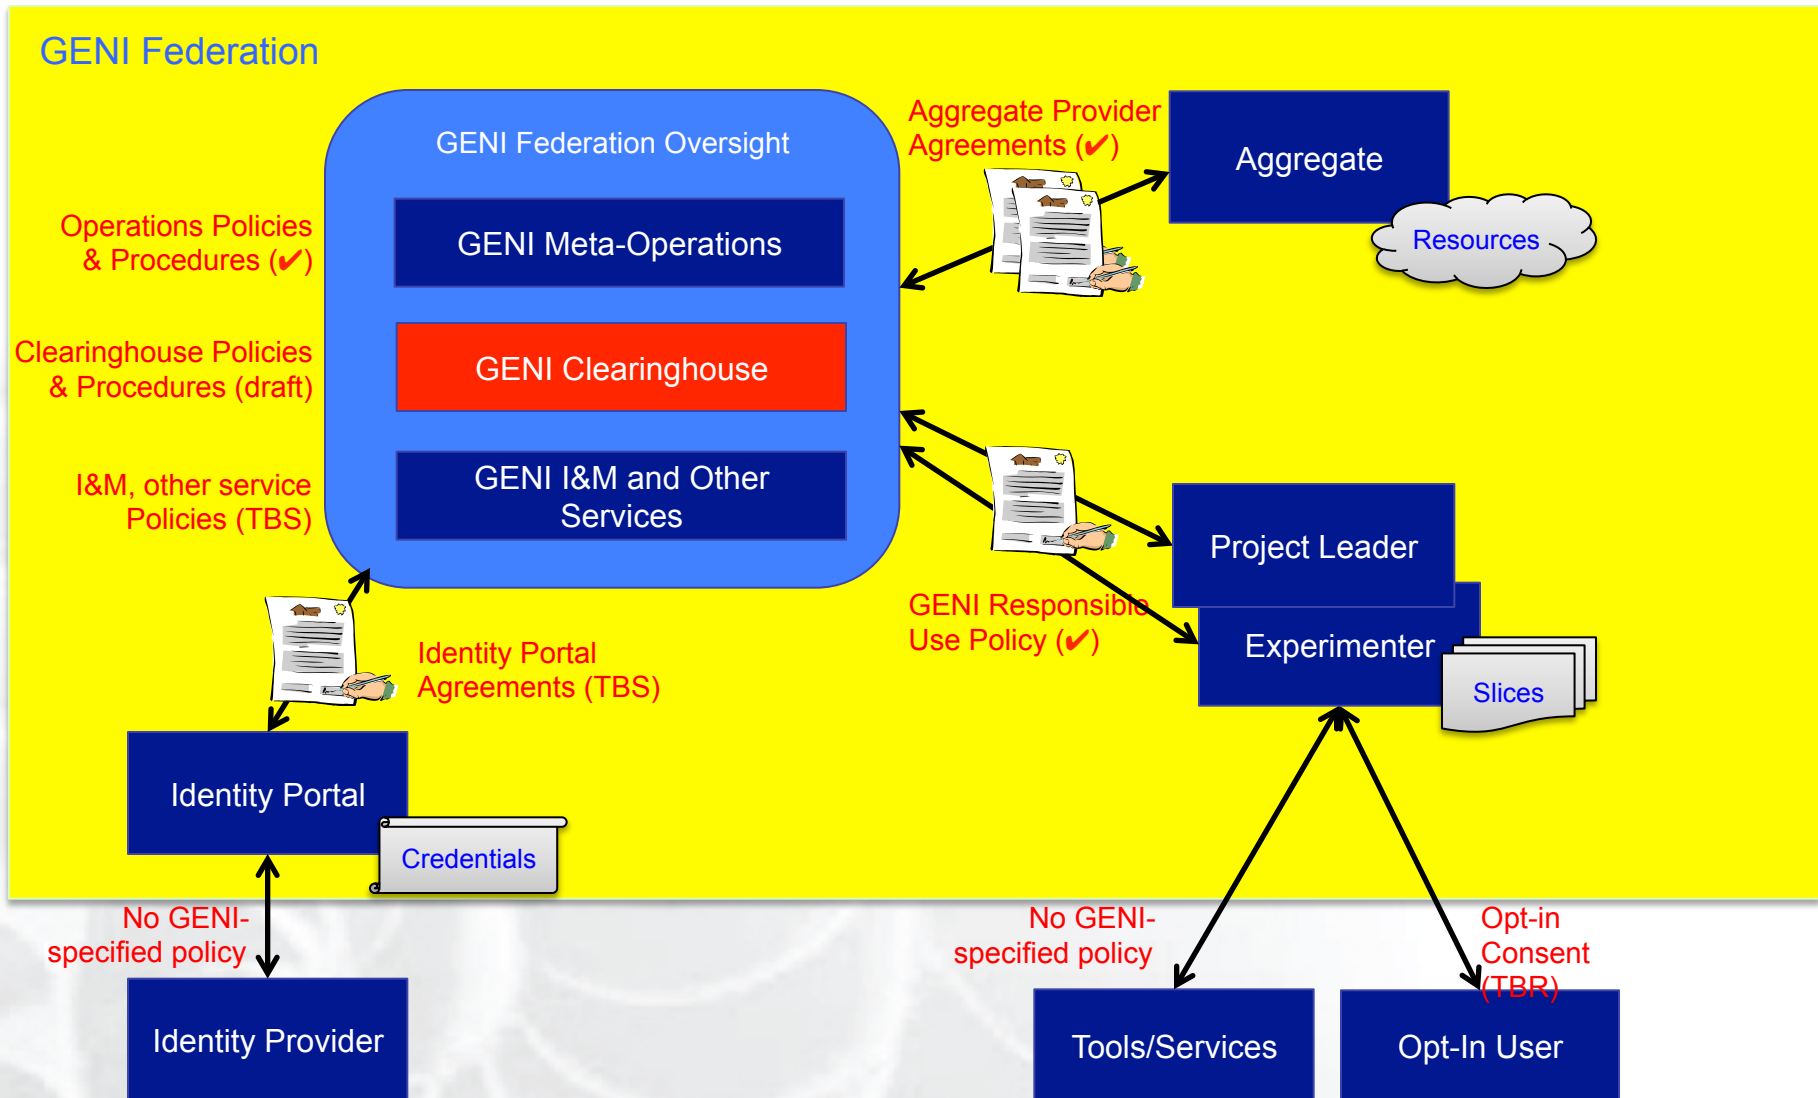 GENI Federation
GENI Federation Oversight
Operations Policies
& Procedures (✔)
GENI Meta-Operations
Clearinghouse Policies
& Procedures (draft)
GENI Clearinghouse
I&M, other service
Policies (TBS)
GENI I&M and Other
Services
Aggregate Provider
Agreements (✔)
Aggregate
Resources
Project Leader
GENI Responsible
Use Policy (✔)
Experimenter
Slices
Identity Portal
Agreements (TBS)
Identity Portal
Credentials
No GENI-
specified policy
Identity Provider
No GENI-
specified policy
Opt-in
Consent
(TBR)
Tools/Services
Opt-In User